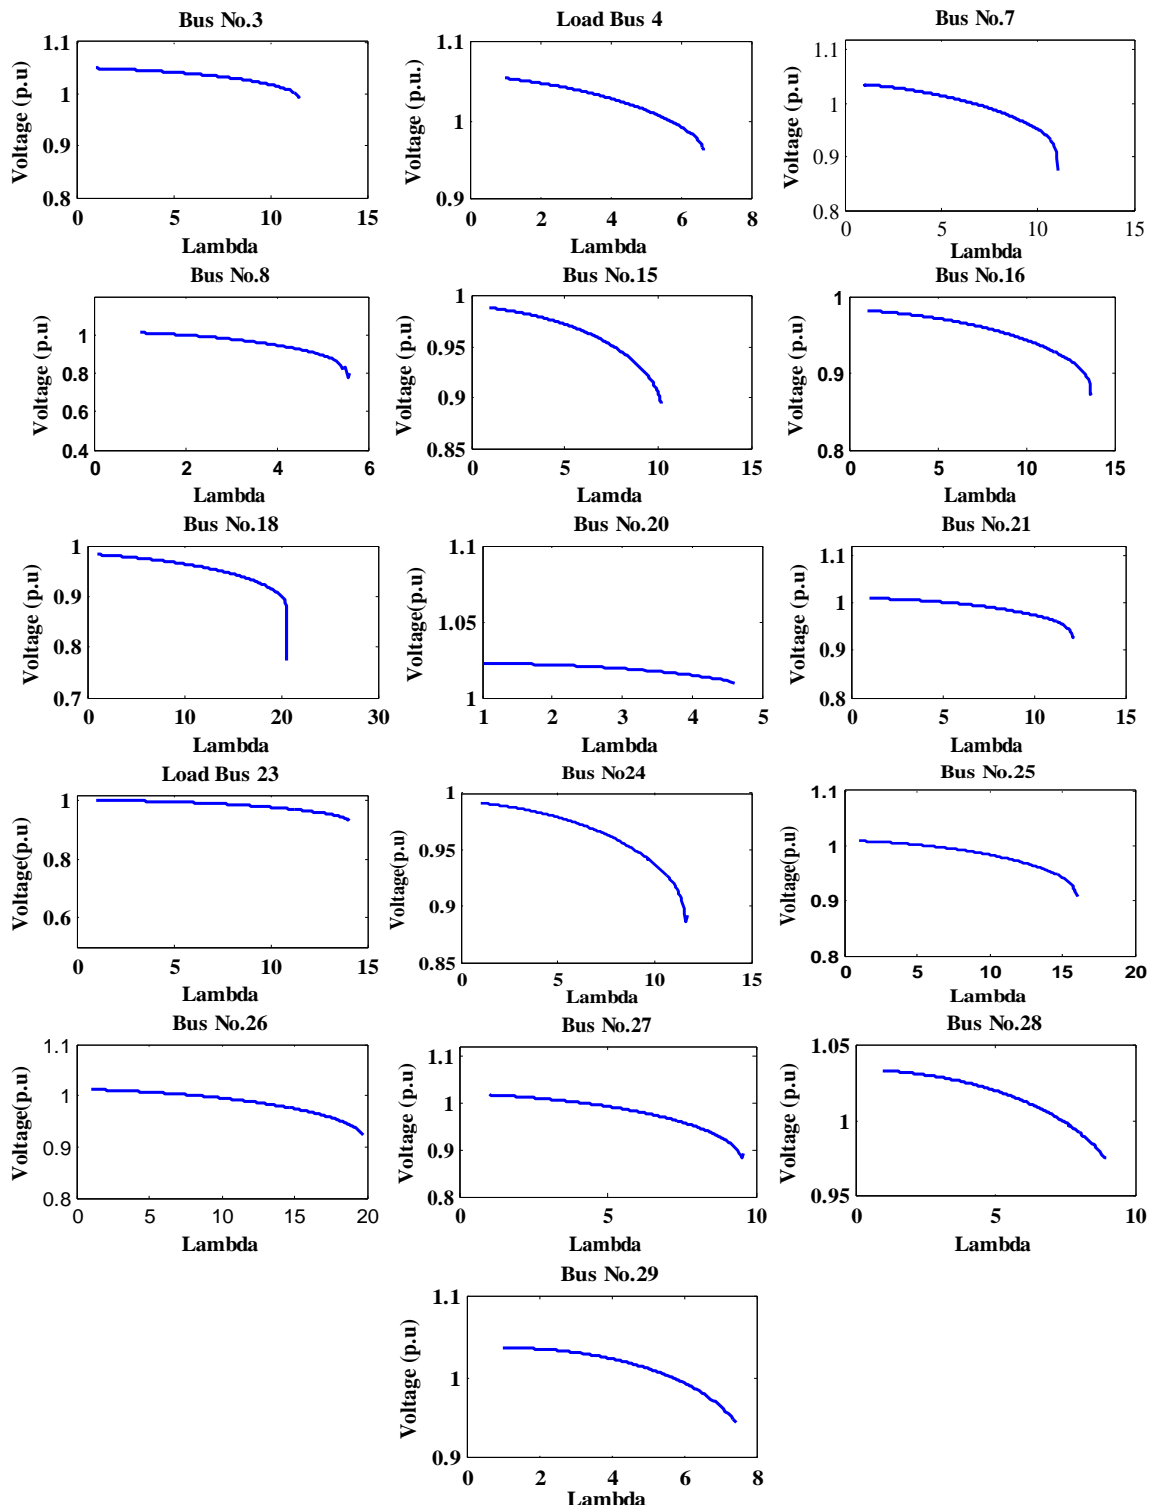 Bus No.3
Load Bus 4
Bus No.7
Voltage (p.u)
1.1
1
0.9
0.8
0
5
10
15
Lambda
Voltage (p.u.)
1.1
1
0.9
0
2
4
6
8
Lambda
Voltage (p.u)
1.1
1
0.9
0.8
0
5
10
15
Lambda
Bus No.8
Bus No.15
Bus No.16
Voltage (p.u)
1
0.8
0.6
0.4
0
2
4
6
Lambda
Voltage (p.u)
1
0.95
0.9
0.85
0
5
10
15
Lamda
Voltage (p.u)
1
0.9
0.8
0
5
10
15
Lambda
Bus No.18
Bus No.20
Bus No.21
Voltage (p.u)
1
0.9
0.8
0.7
0
10
20
30
Lambda
Voltage(p.u)
1.1
1.05
1
1
2
3
4
5
Lambda
Voltage (p.u)
1.1
1
0.9
0.8
0
5
10
15
Lambda
Load Bus 23
Bus No24
Bus No.25
Voltage(p.u)
1
0.8
0.6
0
5
10
15
Lambda
Voltage(p.u)
1
0.95
0.9
0.85
0
5
10
15
Lambda
Voltage(p.u)
1.1
1
0.9
0.8
0
5
10
15
20
Lambda
Bus No.26
Bus No.27
Bus No.28
Voltage(p.u)
1.1
1
0.9
0.8
0
5
10
15
20
Lambda
Voltage (p.u)
1.1
1
0.9
0.8
0
5
10
Lambda
Voltage (p.u)
1.05
1
0.95
0
5
10
Lambda
Bus No.29
Voltage (p.u)
1.1
1
0.9
0
2
4
6
8
Lambda